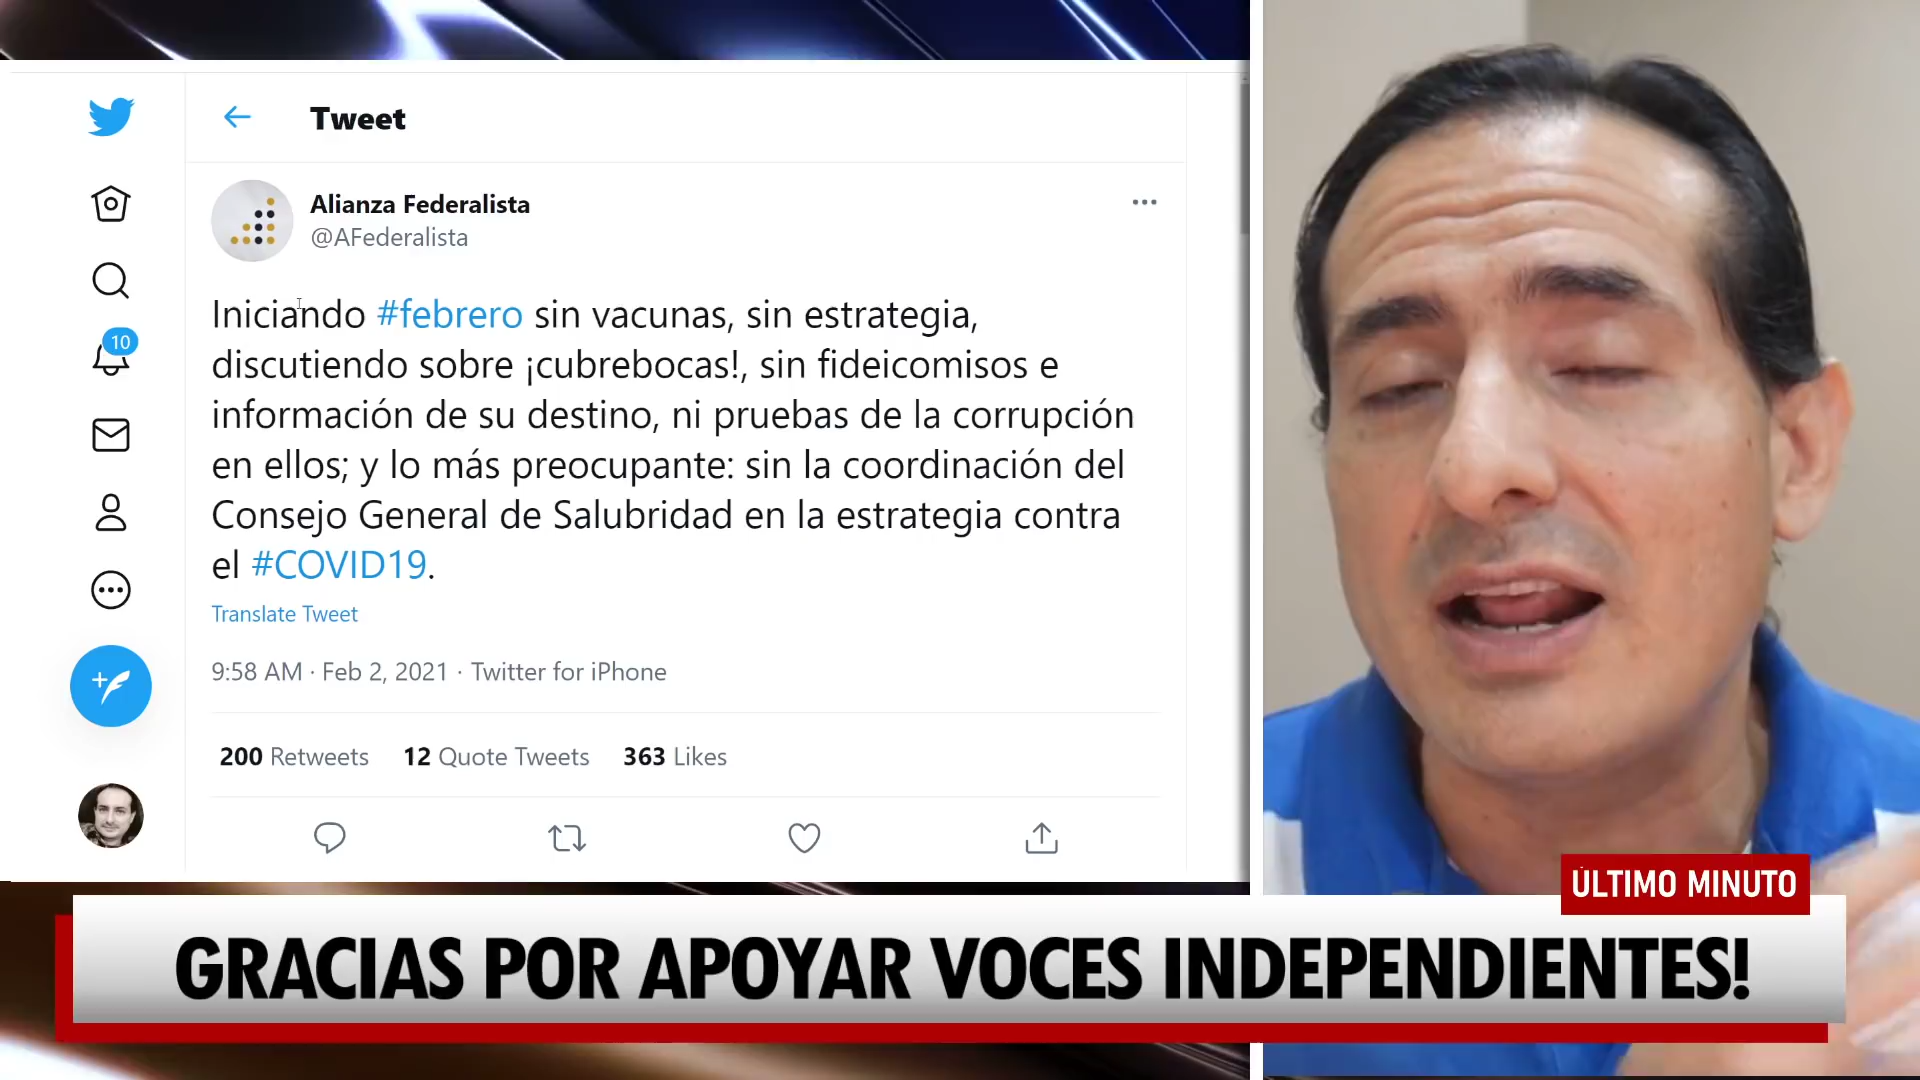 Tweet
Alianza Federalista
@AFederalista
Iniciando #febrero sin vacunas, sin estrategia,
discutiendo sobre ¡cubrebocas!, sin fideicomisos e
información de su destino, ni pruebas de la corrupción
en ellos; y lo más preocupante: sin la coordinación del
Consejo General de Salubridad en la estrategia contra
el #COVID19.
Translate Tweet
9:58 AM · Feb 2, 2021 · Twitter for iPhone
200 Retweets 12 Quote Tweets 363 Likes
10
ÚLTIMO MINUTO
GRACIAS POR APOYAR VOCES INDEPENDIENTES!